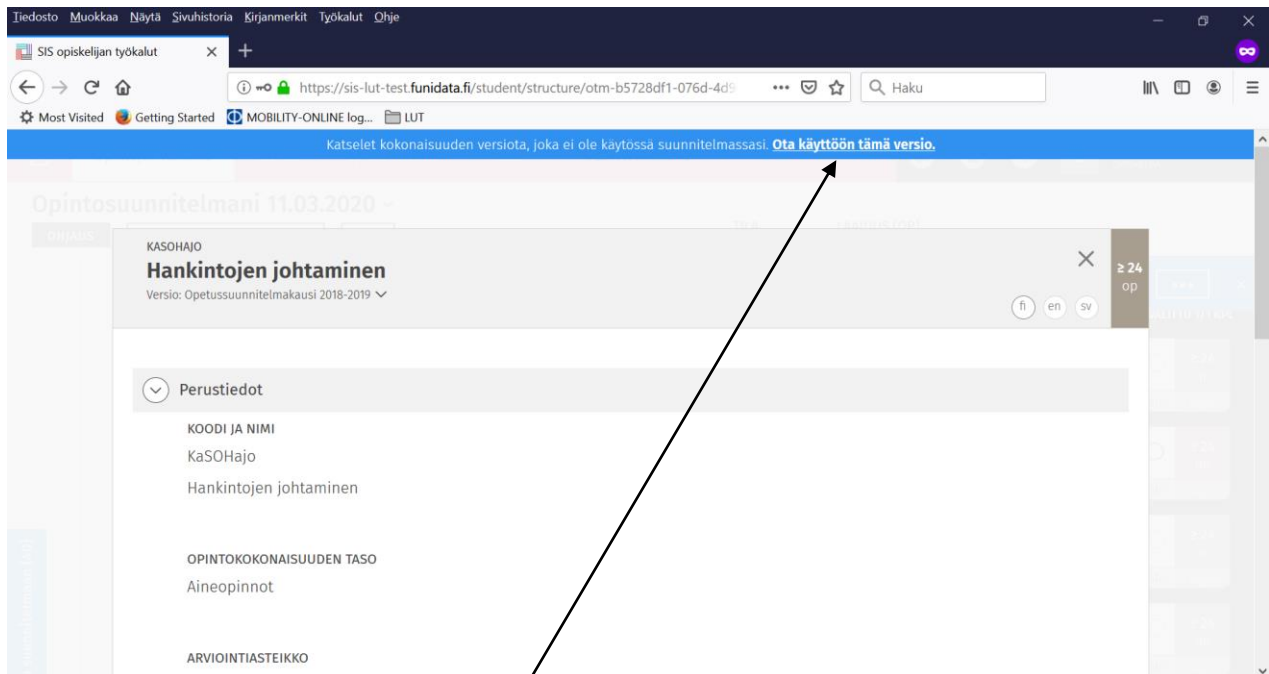 Tiedosto Muokkaa Näytä Sivuhistoria Kirjanmerkit Työkalut Ohje
SIS opiskelijan työkalut
https://sis-lut-test.funidata.fi/student/structure/otm-b5728df1-076d-4d9
Haku
Most Visited Getting Started MOBILITY-ONLINE log... LUT
Katselet kokonaisuuden versiota, joka ei ole käytössä suunnitelmassasi. Ota käyttöön tämä versio.
Opintosuunnitelmani 11.03.2020
OHJAUS
KASOHAJO
Hankintojen johtaminen
≥ 24
op
Versio: Opetussuunnitelmakausi 2018-2019
fi en sv
Perustiedot
KOODI JA NIMI
KaSOHajo
Hankintojen johtaminen
OPINTOKOKONAISUUDEN TASO
Aineopinnot
ARVIOINTIASTEIKKO